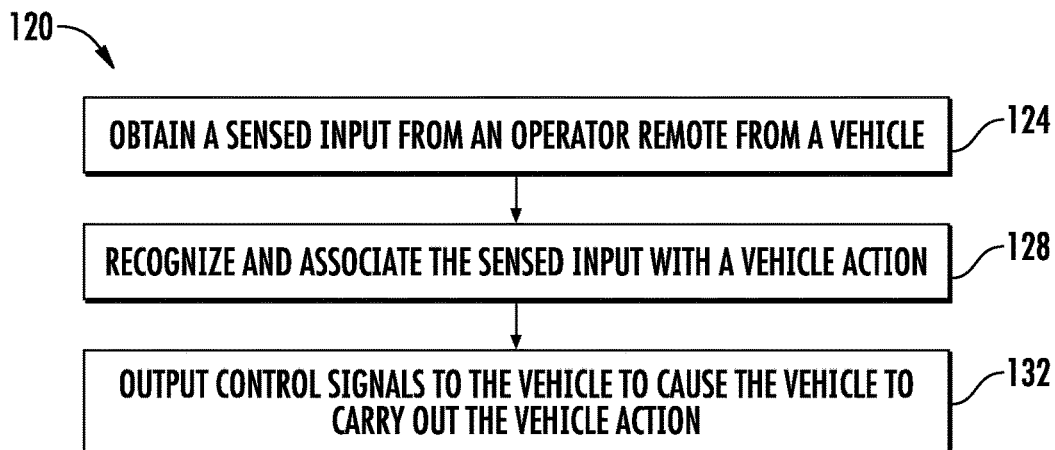 120
OBTAIN A SENSED INPUT FROM AN OPERATOR REMOTE FROM A VEHICLE
124
RECOGNIZE AND ASSOCIATE THE SENSED INPUT WITH A VEHICLE ACTION
128
OUTPUT CONTROL SIGNALS TO THE VEHICLE TO CAUSE THE VEHICLE TO
CARRY OUT THE VEHICLE ACTION
132